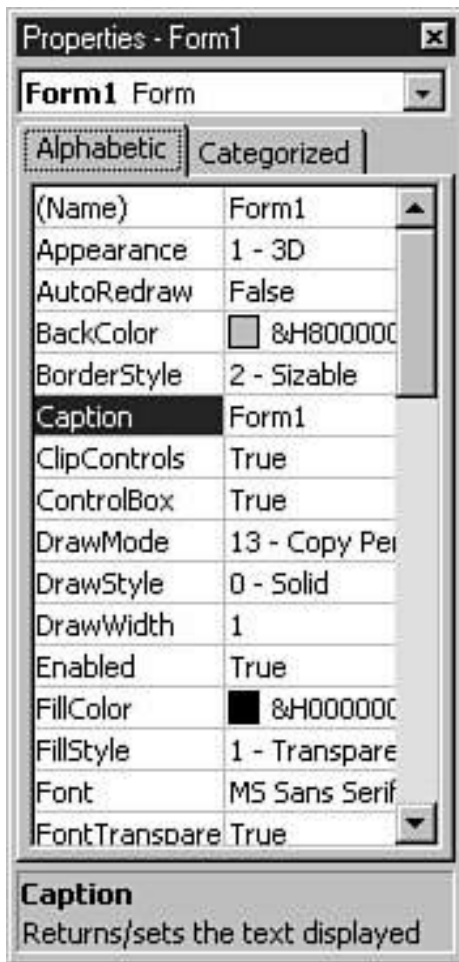 Properties - Form1
Form1 Form
Alphabetic Categorized
(Name) Form1
Appearance 1 - 3D
AutoRedraw False
BackColor &H800000
BorderStyle 2 - Sizable
Caption Form1
ClipControls True
ControlBox True
DrawMode 13 - Copy Pe
DrawStyle 0 - Solid
DrawWidth 1
Enabled True
FillColor &H000000
FillStyle 1 - Transpare
Font MS Sans Serif
FontTranspare True
Caption
Returns/sets the text displayed